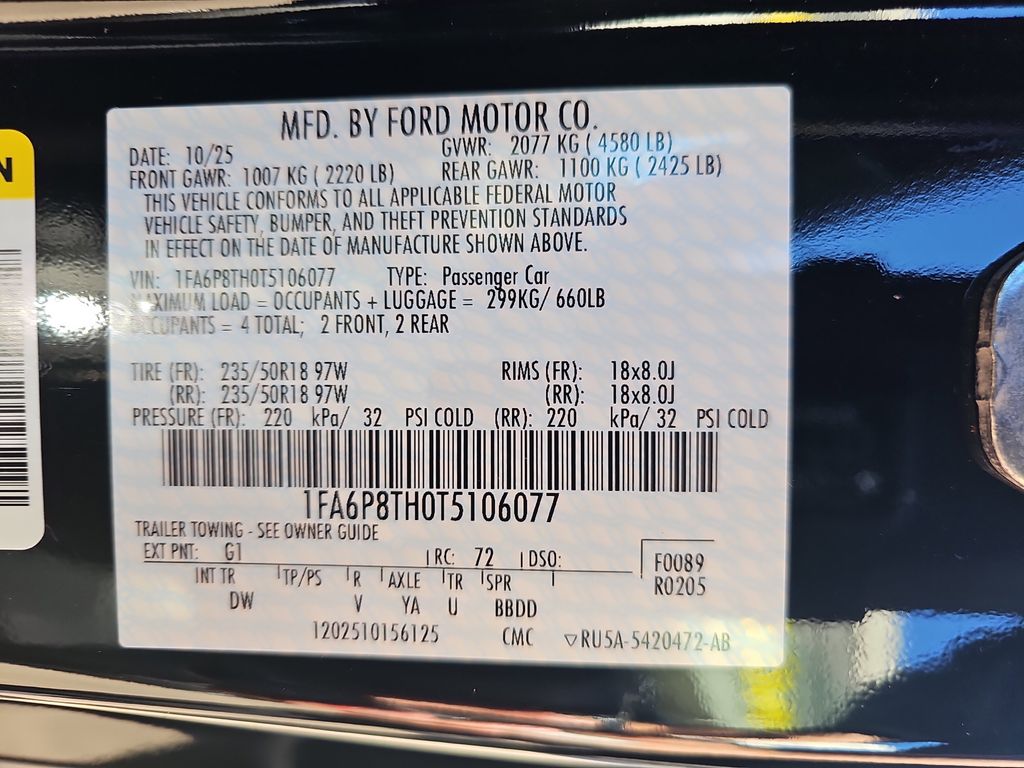 N
MFD. BY FORD MOTOR CO.
DATE: 10/25 GVWR: 2077 KG ( 4580 LB)
FRONT GAWR: 1007 KG ( 2220 LB) REAR GAWR: 1100 KG ( 2425 LB)
THIS VEHICLE CONFORMS TO ALL APPLICABLE FEDERAL MOTOR
VEHICLE SAFETY, BUMPER, AND THEFT PREVENTION STANDARDS
IN EFFECT ON THE DATE OF MANUFACTURE SHOWN ABOVE.
VIN: 1FA6P8TH0T5106077 TYPE: Passenger Car
MAXIMUM LOAD = OCCUPANTS + LUGGAGE = 299KG/ 660LB
OCCUPANTS = 4 TOTAL; 2 FRONT, 2 REAR
TIRE (FR): 235/50R18 97W RIMS (FR): 18x8.0J
(RR): 235/50R18 97W (RR): 18x8.0J
PRESSURE (FR): 220 kPa/ 32 PSI COLD (RR): 220 kPa/ 32 PSI COLD
1FA6P8TH0T5106077
TRAILER TOWING - SEE OWNER GUIDE
EXT PNT: G1 RC: 72 DSO: F0089
R0205
INT TR TP/PS R AXLE TR SPR
DW V YA U BBDD
1202510156125 CMC ▽RU5A-5420472-AB